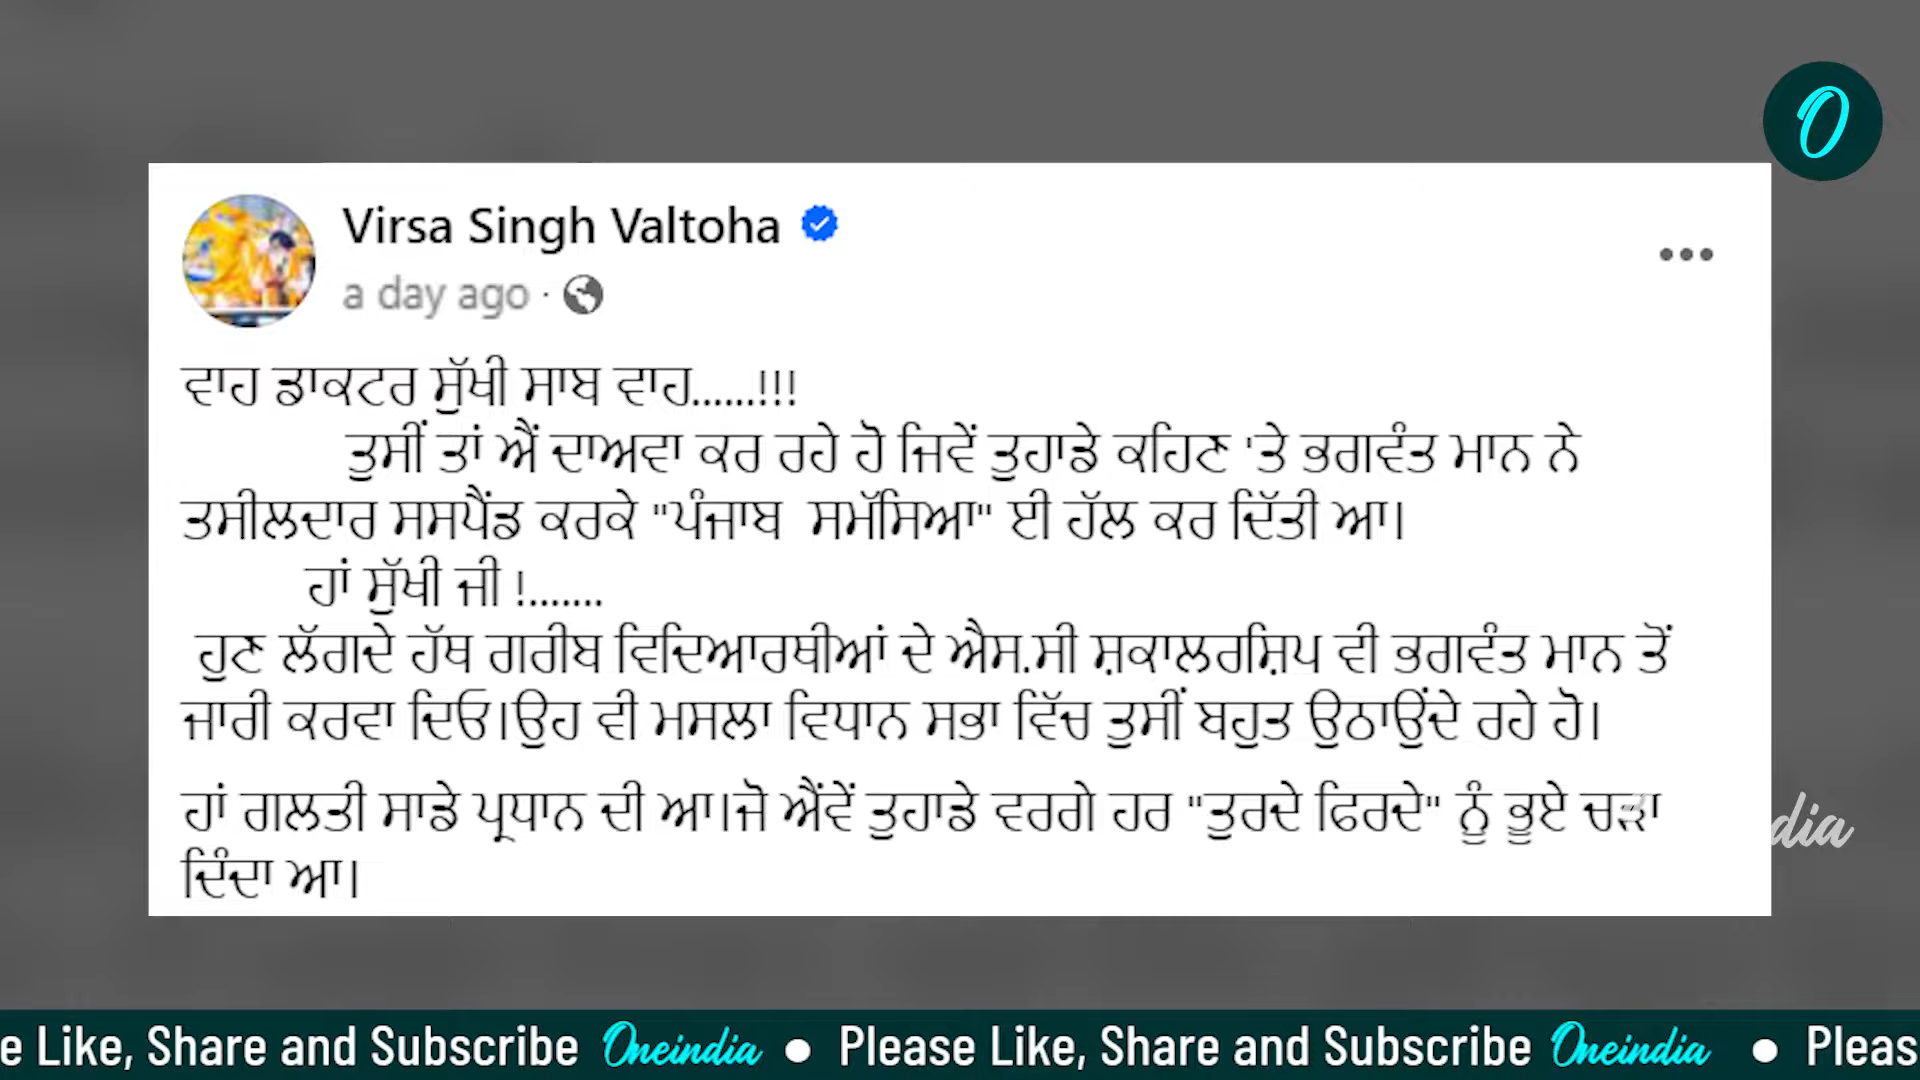 O
Virsa Singh Valtoha
a day ago ·
ਵਾਹ ਡਾਕਟਰ ਸੁੱਖੀ ਸਾਬ ਵਾਹ......!!!
ਤੁਸੀਂ ਤਾਂ ਐਂ ਦਾਅਵਾ ਕਰ ਰਹੇ ਹੋ ਜਿਵੇਂ ਤੁਹਾਡੇ ਕਹਿਣ 'ਤੇ ਭਗਵੰਤ ਮਾਨ ਨੇ
ਤਸੀਲਦਾਰ ਸਸਪੈਂਡ ਕਰਕੇ "ਪੰਜਾਬ ਸਮੱਸਿਆ" ਈ ਹੱਲ ਕਰ ਦਿੱਤੀ ਆ।
ਹਾਂ ਸੁੱਖੀ ਜੀ !.......
ਹੁਣ ਲੱਗਦੇ ਹੱਥ ਗਰੀਬ ਵਿਦਿਆਰਥੀਆਂ ਦੇ ਐਸ.ਸੀ ਸ਼ਕਾਲਰਸ਼ਿਪ ਵੀ ਭਗਵੰਤ ਮਾਨ ਤੋਂ
ਜਾਰੀ ਕਰਵਾ ਦਿਓ।ਉਹ ਵੀ ਮਸਲਾ ਵਿਧਾਨ ਸਭਾ ਵਿੱਚ ਤੁਸੀਂ ਬਹੁਤ ਉਠਾਉਂਦੇ ਰਹੇ ਹੋ।
ਹਾਂ ਗਲਤੀ ਸਾਡੇ ਪ੍ਰਧਾਨ ਦੀ ਆ।ਜੋ ਐਂਵੇਂ ਤੁਹਾਡੇ ਵਰਗੇ ਹਰ "ਤੁਰਦੇ ਫਿਰਦੇ" ਨੂੰ ਭੂਏ ਚੜਾ
ਦਿੰਦਾ ਆ।
dia
e Like, Share and Subscribe Oneindia ● Please Like, Share and Subscribe Oneindia ● Pleas